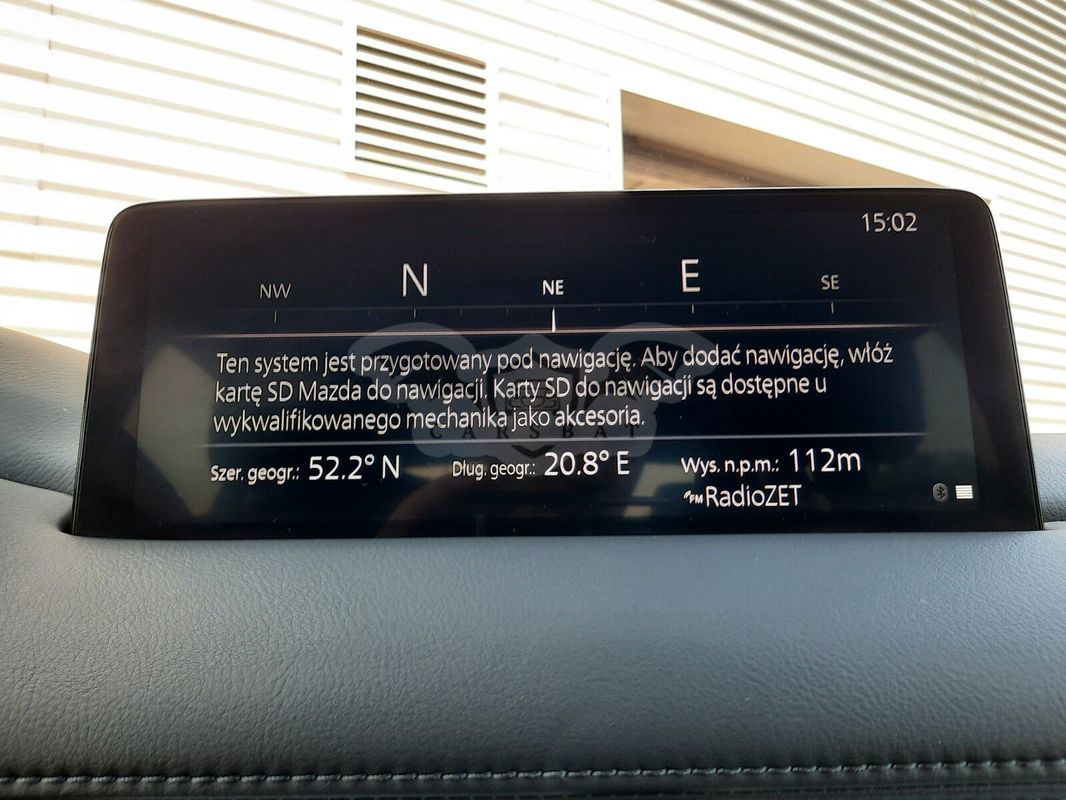 15:02
NW N NE E SE
Ten system jest przygotowany pod nawigację. Aby dodać nawigację, włóż
kartę SD Mazda do nawigacji. Karty SD do nawigacji są dostępne u
wykwalifikowanego mechanika jako akcesoria.
CARSBAT
Szer. geogr.: 52.2° N Dług. geogr.: 20.8° E Wys. n.p.m.: 112m
FM RadioZET